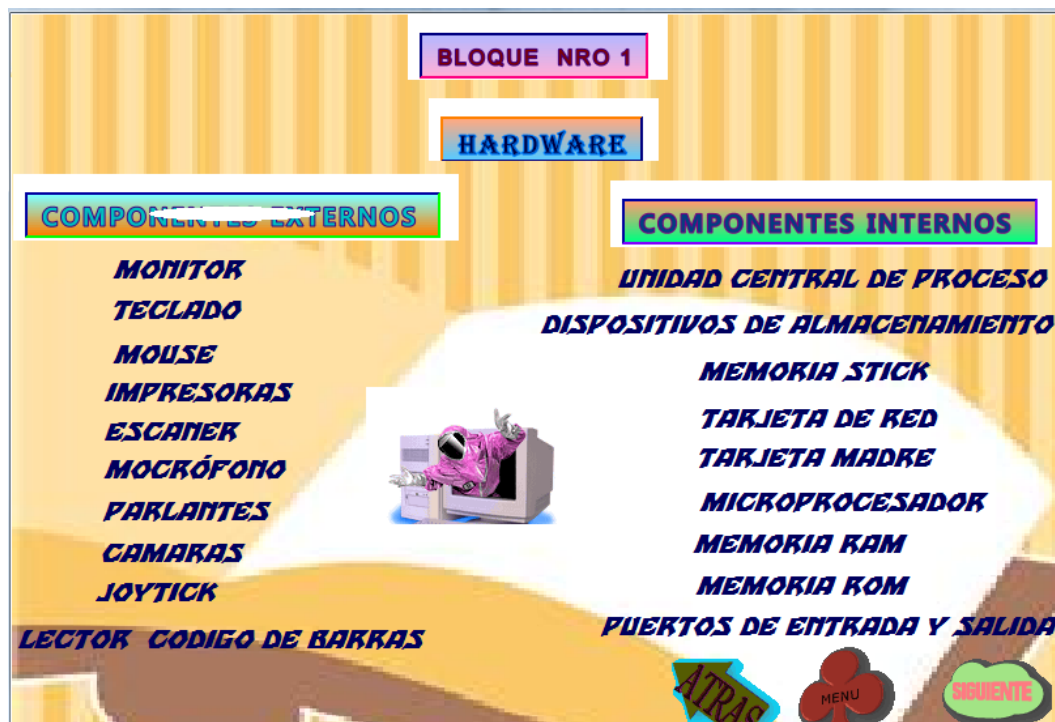 BLOQUE NRO 1
HARDWARE
COMPONENTES EXTERNOS
MONITOR
TECLADO
MOUSE
IMPRESORAS
ESCANER
MOCRÓFONO
PARLANTES
CAMARAS
JOYTICK
LECTOR CODIGO DE BARRAS
COMPONENTES INTERNOS
UNIDAD CENTRAL DE PROCESO
DISPOSITIVOS DE ALMACENAMIENTO
MEMORIA STICK
TARJETA DE RED
TARJETA MADRE
MICROPROCESADOR
MEMORIA RAM
MEMORIA ROM
PUERTOS DE ENTRADA Y SALIDA
ATRAS
MENU
SIGUIENTE